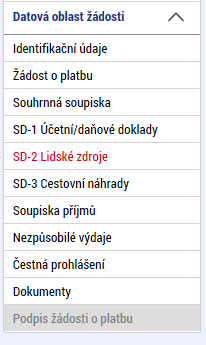 Datová oblast žádosti
Identifikační údaje
Žádost o platbu
Souhrnná soupiska
SD-1 Účetní/daňové doklady
SD-2 Lidské zdroje
SD-3 Cestovní náhrady
Soupiska příjmů
Nezpůsobilé výdaje
Čestná prohlášení
Dokumenty
Podpis žádosti o platbu